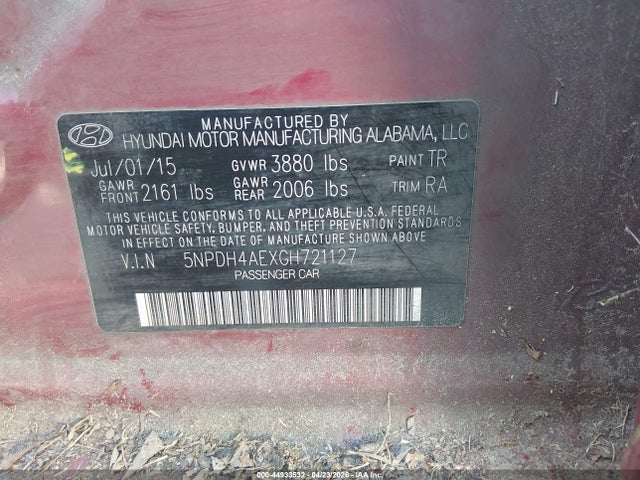 MANUFACTURED BY
HYUNDAI MOTOR MANUFACTURING ALABAMA, LLC
Jul/01/15 GVWR 3880 lbs PAINT TR
GAWR FRONT 2161 lbs GAWR REAR 2006 lbs TRIM RA
THIS VEHICLE CONFORMS TO ALL APPLICABLE U.S.A. FEDERAL
MOTOR VEHICLE SAFETY, BUMPER, AND THEFT PREVENTION STANDARDS
IN EFFECT ON THE DATE OF MANUFACTURE SHOWN ABOVE.
V.I.N 5NPDH4AEXGH721127
PASSENGER CAR
000-44933532 - 04/23/2026 - IAA Inc.